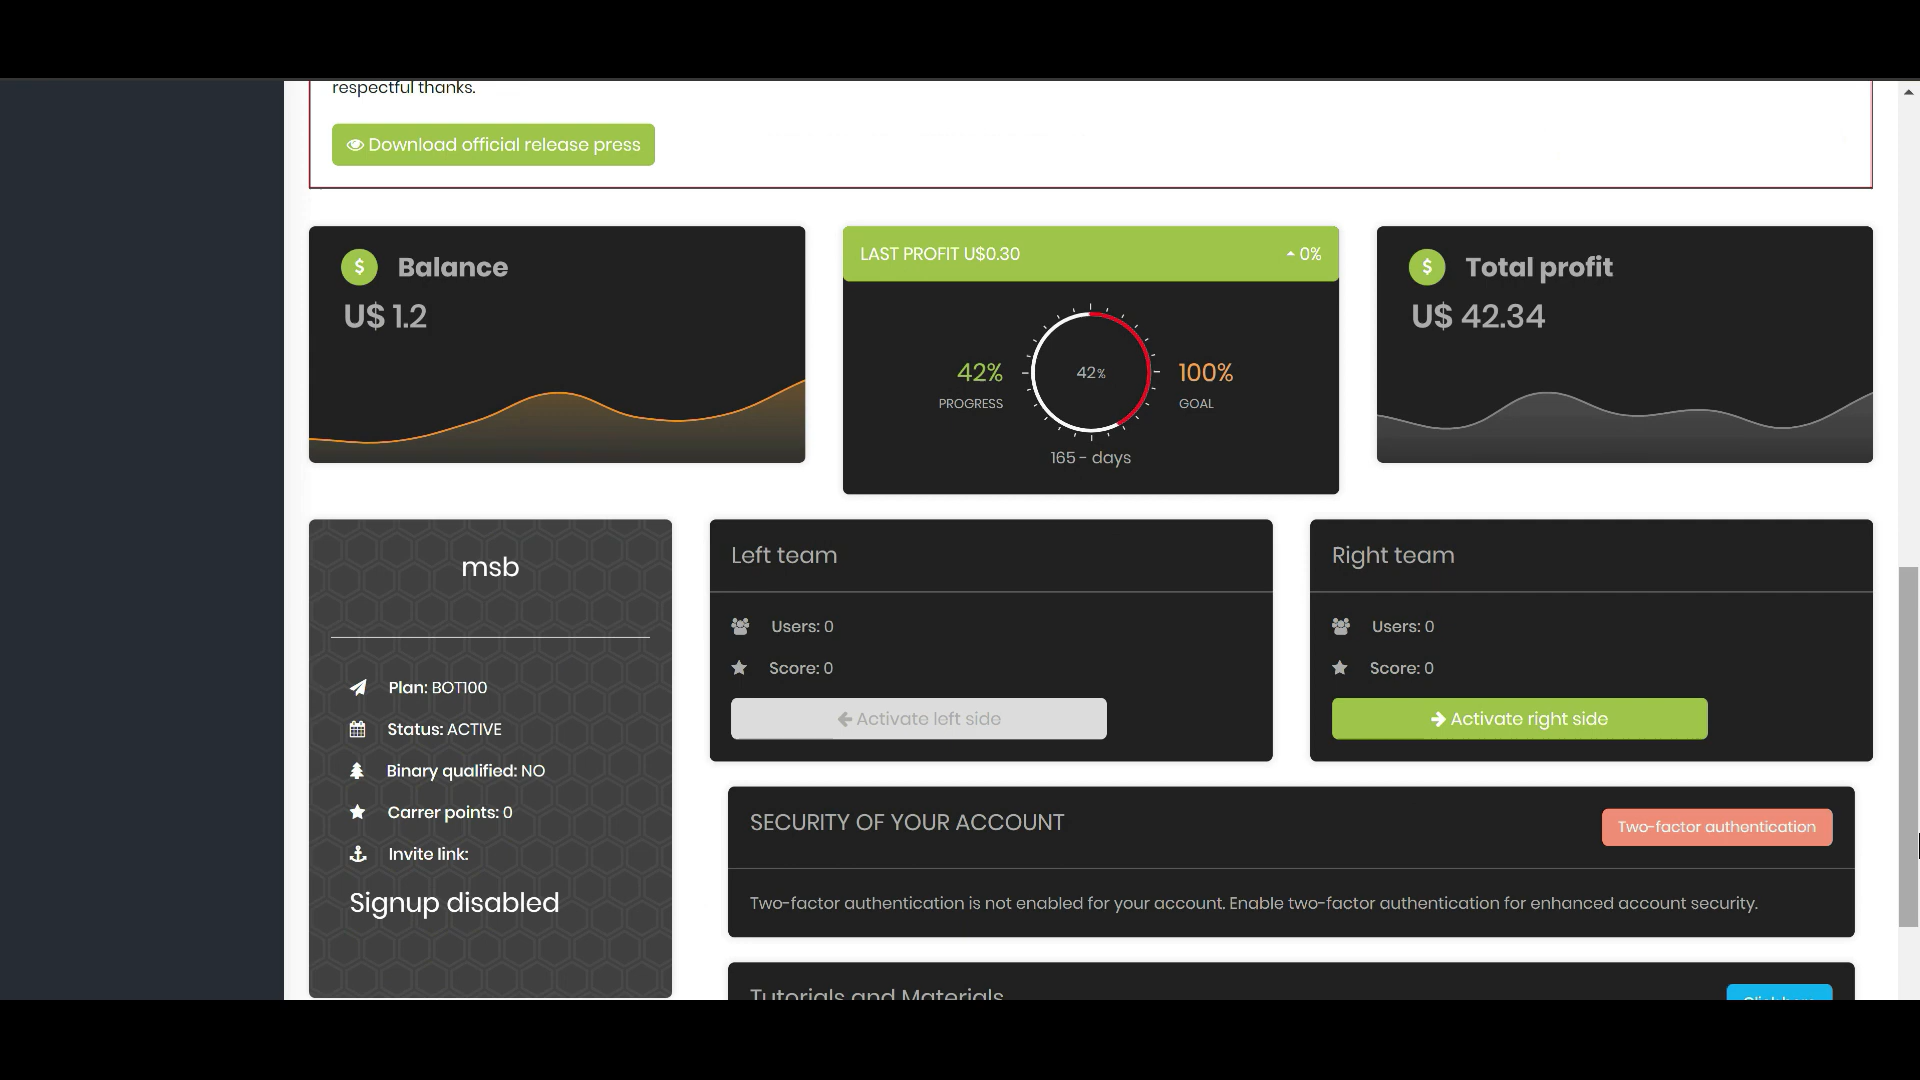 respectful thanks.
Download official release press
Balance
U$ 1.2
LAST PROFIT U$0.30
0%
42%
PROGRESS
42%
100%
GOAL
165 - days
Total profit
U$ 42.34
msb
Plan: BOT100
Status: ACTIVE
Binary qualified: NO
Carrer points: 0
Invite link:
Signup disabled
Left team
Users: 0
Score: 0
Activate left side
Right team
Users: 0
Score: 0
Activate right side
SECURITY OF YOUR ACCOUNT
Two-factor authentication
Two-factor authentication is not enabled for your account. Enable two-factor authentication for enhanced account security.
Tutorials and Materials